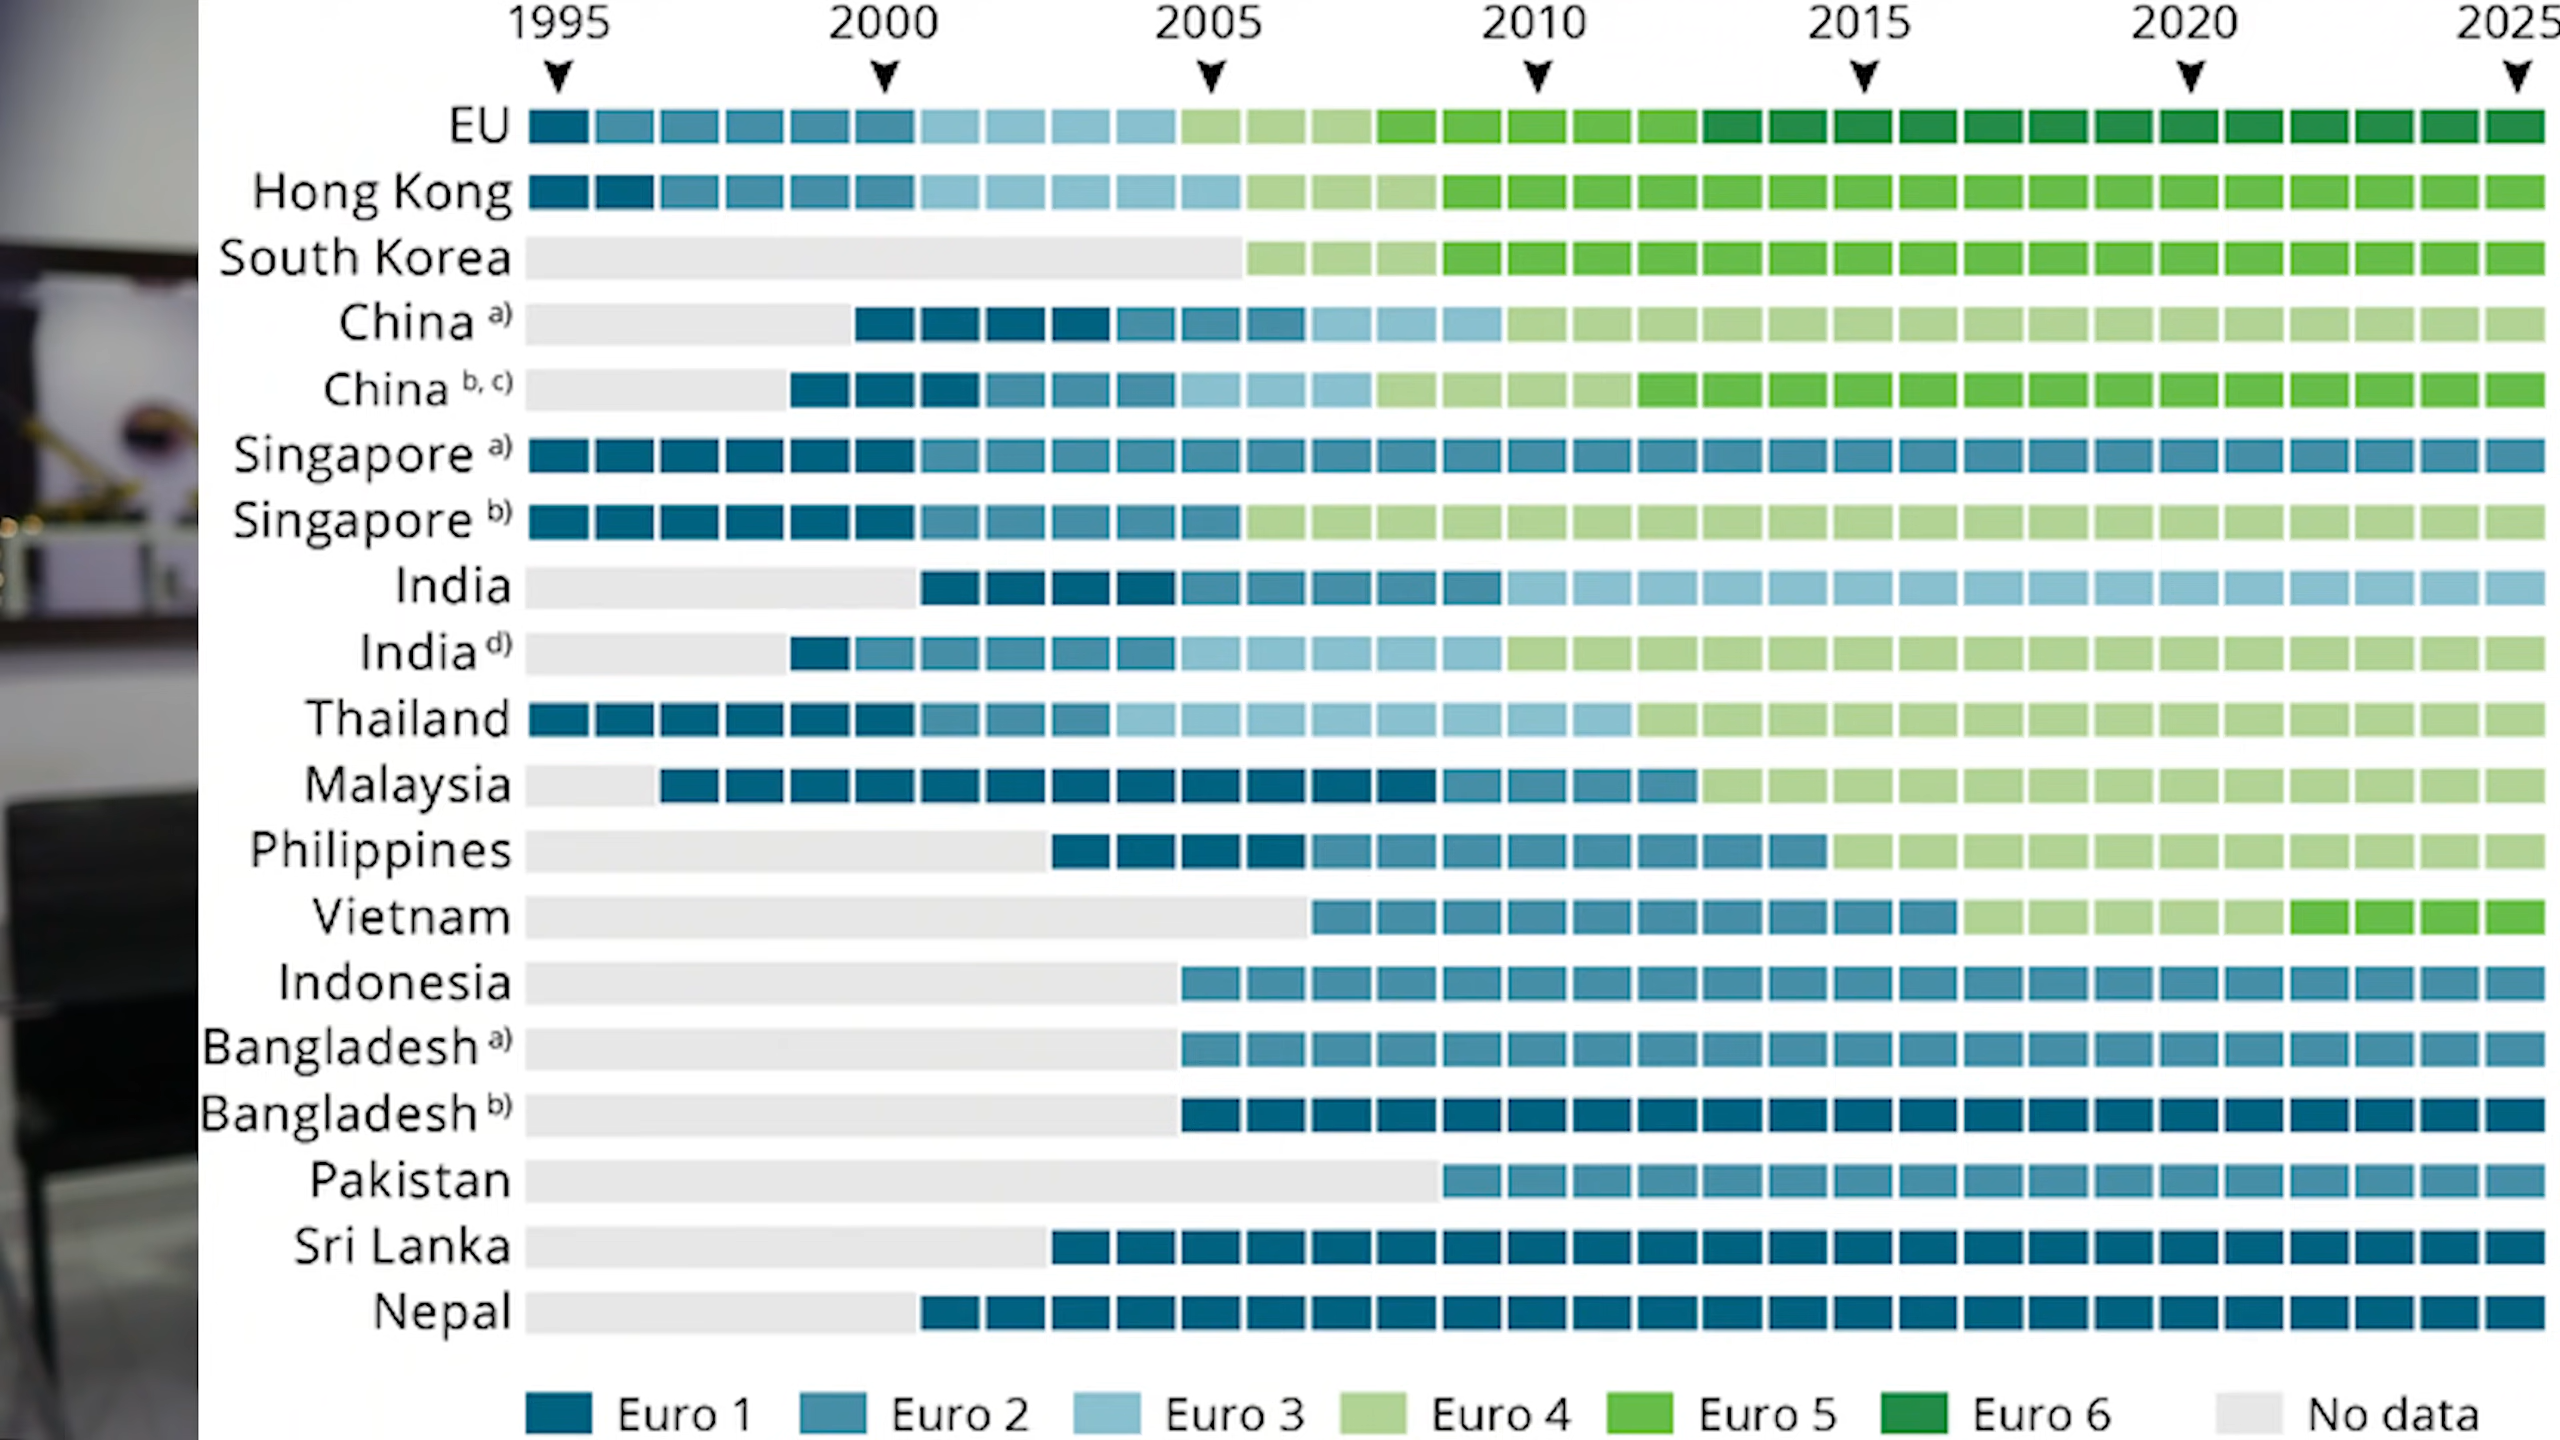 1995 2000 2005 2010 2015 2020 2025
EU
Hong Kong
South Korea
China a)
China b, c)
Singapore a)
Singapore b)
India
India d)
Thailand
Malaysia
Philippines
Vietnam
Indonesia
Bangladesh a)
Bangladesh b)
Pakistan
Sri Lanka
Nepal
Euro 1 Euro 2 Euro 3 Euro 4 Euro 5 Euro 6 No data